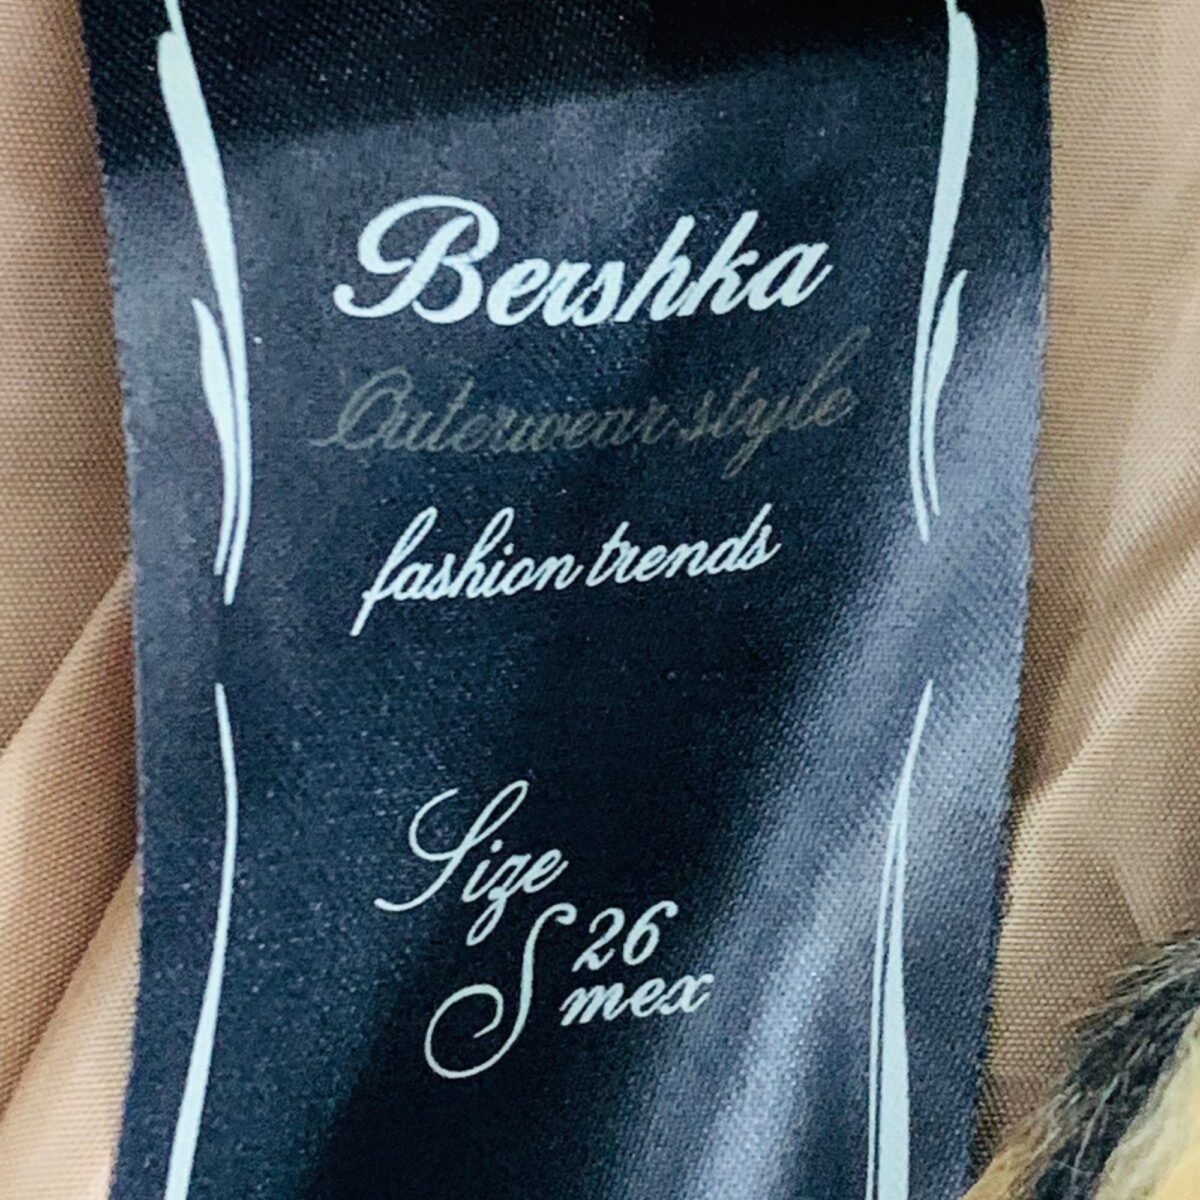 Bershka
Outerwear style
fashion trends
Size
S 26
mex